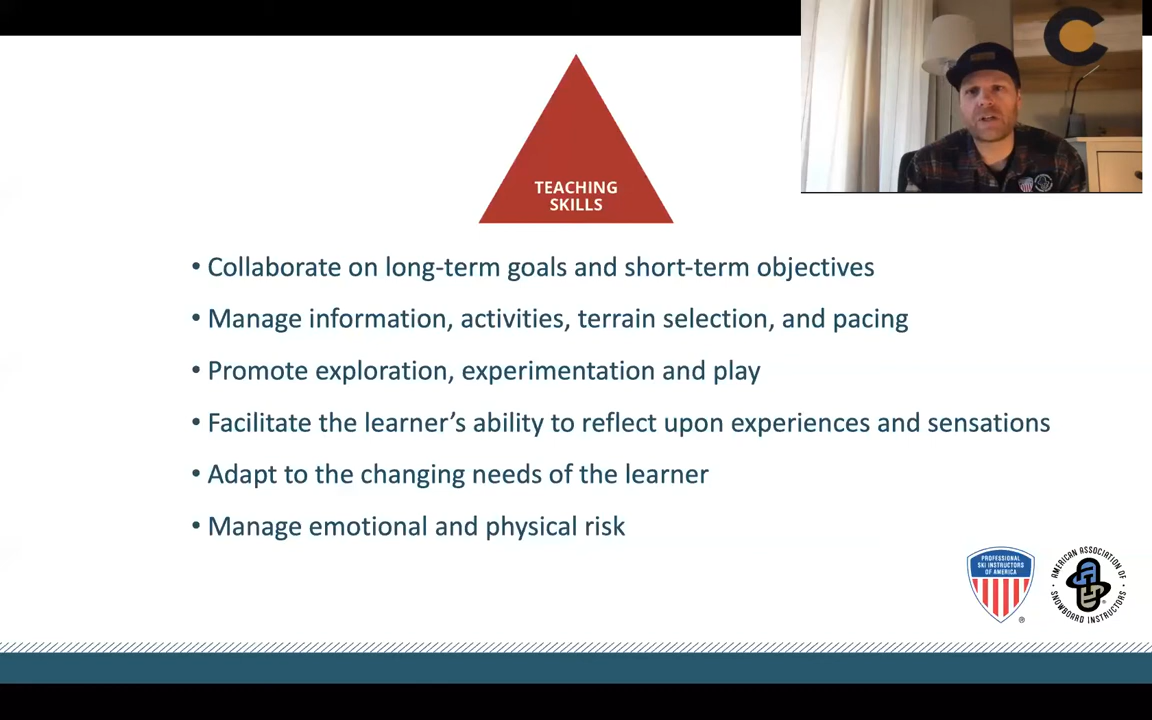 TEACHING
SKILLS
• Collaborate on long-term goals and short-term objectives
• Manage information, activities, terrain selection, and pacing
• Promote exploration, experimentation and play
• Facilitate the learner’s ability to reflect upon experiences and sensations
• Adapt to the changing needs of the learner
• Manage emotional and physical risk
PROFESSIONAL
SKI INSTRUCTORS
OF AMERICA
®
AMERICAN ASSOCIATION OF
SNOWBOARD INSTRUCTORS